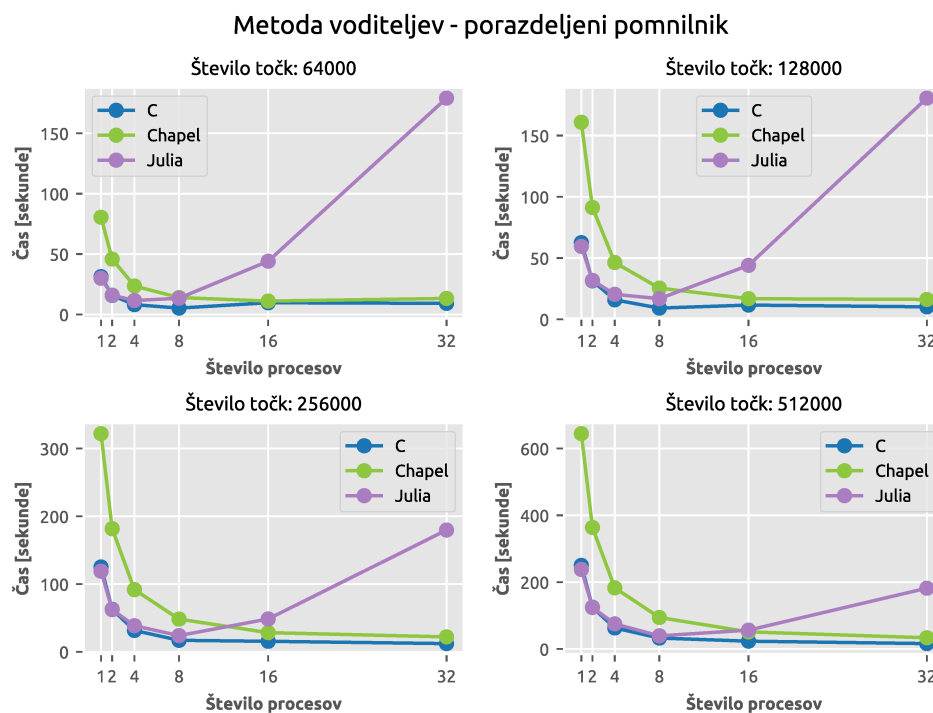 Metoda voditeljev - porazdeljeni pomnilnik
Število točk: 64000
Število točk: 128000
C
Chapel
Julia
C
Chapel
Julia
Čas [sekunde]
150
100
50
0
Čas [sekunde]
150
100
50
0
1 2 4 8 16 32
1 2 4 8 16 32
Število procesov
Število procesov
Število točk: 256000
Število točk: 512000
C
Chapel
Julia
C
Chapel
Julia
Čas [sekunde]
300
200
100
0
Čas [sekunde]
600
400
200
0
1 2 4 8 16 32
1 2 4 8 16 32
Število procesov
Število procesov